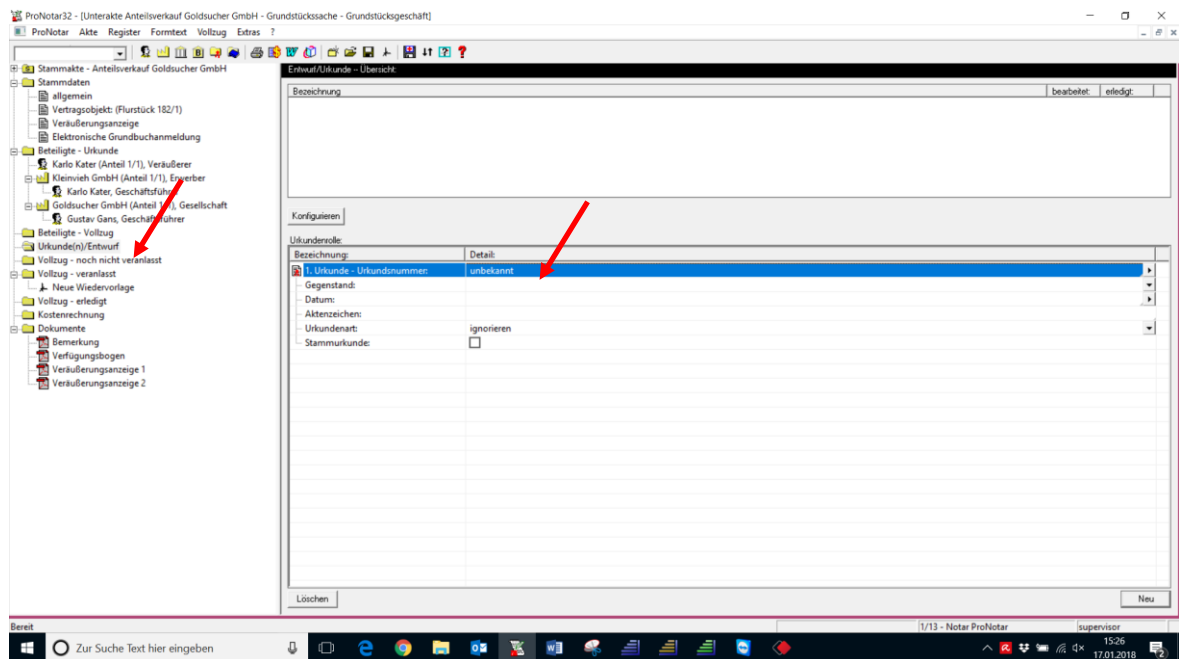 ProNotar32 - [Unterakte Anteilsverkauf Goldsucher GmbH - Grundstückssache - Grundstücksgeschäft]
ProNotar Akte Register Formtext Vollzug Extras ?
Stammakte - Anteilsverkauf Goldsucher GmbH
Stammdaten
allgemein
Vertragsobjekt: (Flurstück 182/1)
Veräußerungsanzeige
Elektronische Grundbuchanmeldung
Beteiligte - Urkunde
Karlo Kater (Anteil 1/1), Veräußerer
Kleinvieh GmbH (Anteil 1/1), Erwerber
Karlo Kater, Geschäftsführer
Goldsucher GmbH (Anteil 1/1), Gesellschaft
Gustav Gans, Geschäftsführer
Beteiligte - Vollzug
Urkunde(n)/Entwurf
Vollzug - noch nicht veranlasst
Vollzug - veranlasst
Neue Wiedervorlage
Vollzug - erledigt
Kostenrechnung
Dokumente
Bemerkung
Verfügungsbogen
Veräußerungsanzeige 1
Veräußerungsanzeige 2
Entwurf/Urkunde – Übersicht:
Bezeichnung bearbeitet: erledigt:
Konfigurieren
Urkundenrolle:
Bezeichnung: Detail:
1. Urkunde - Urkundsnummer: unbekannt
Gegenstand:
Datum:
Aktenzeichen:
Urkundenart: ignorieren
Stammurkunde:
Löschen Neu
Bereit 1/13 - Notar ProNotar supervisor
Zur Suche Text hier eingeben
15:26
17.01.2018